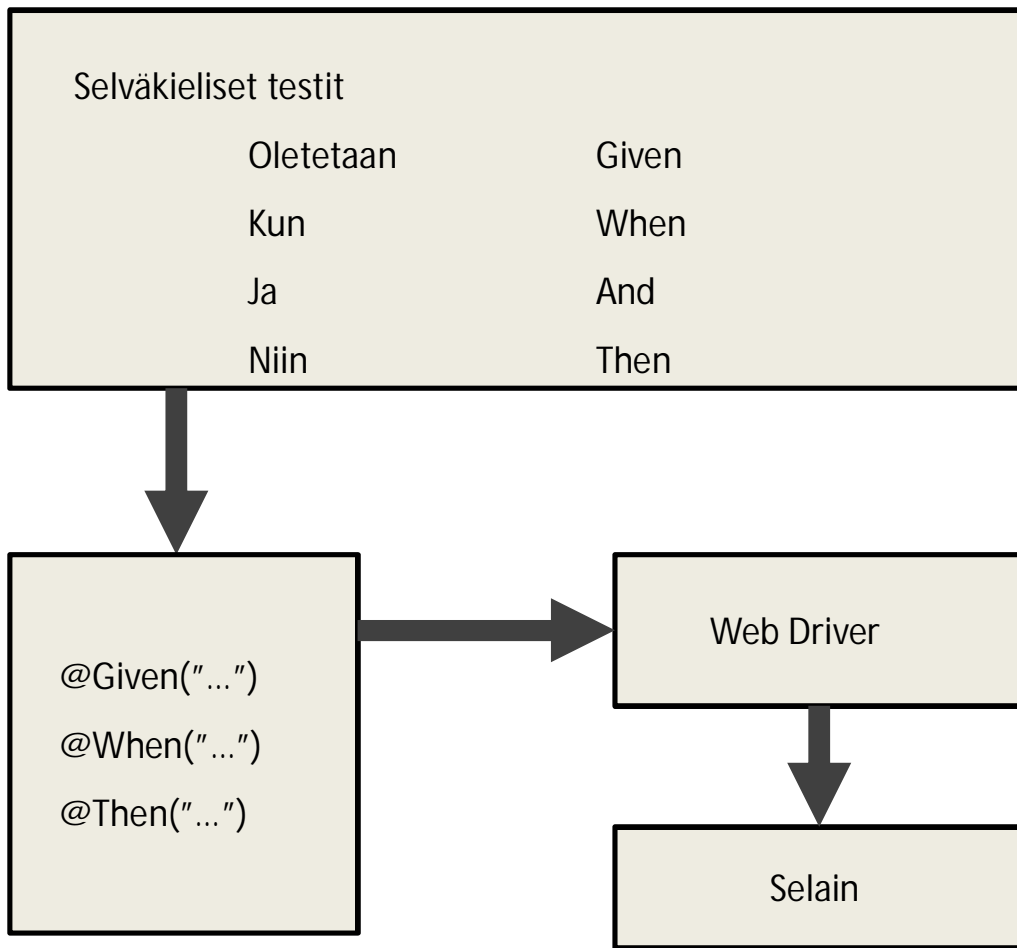 Selväkieliset testit
Oletetaan Given
Kun When
Ja And
Niin Then
@Given("...")
@When("...")
@Then("...")
Web Driver
Selain